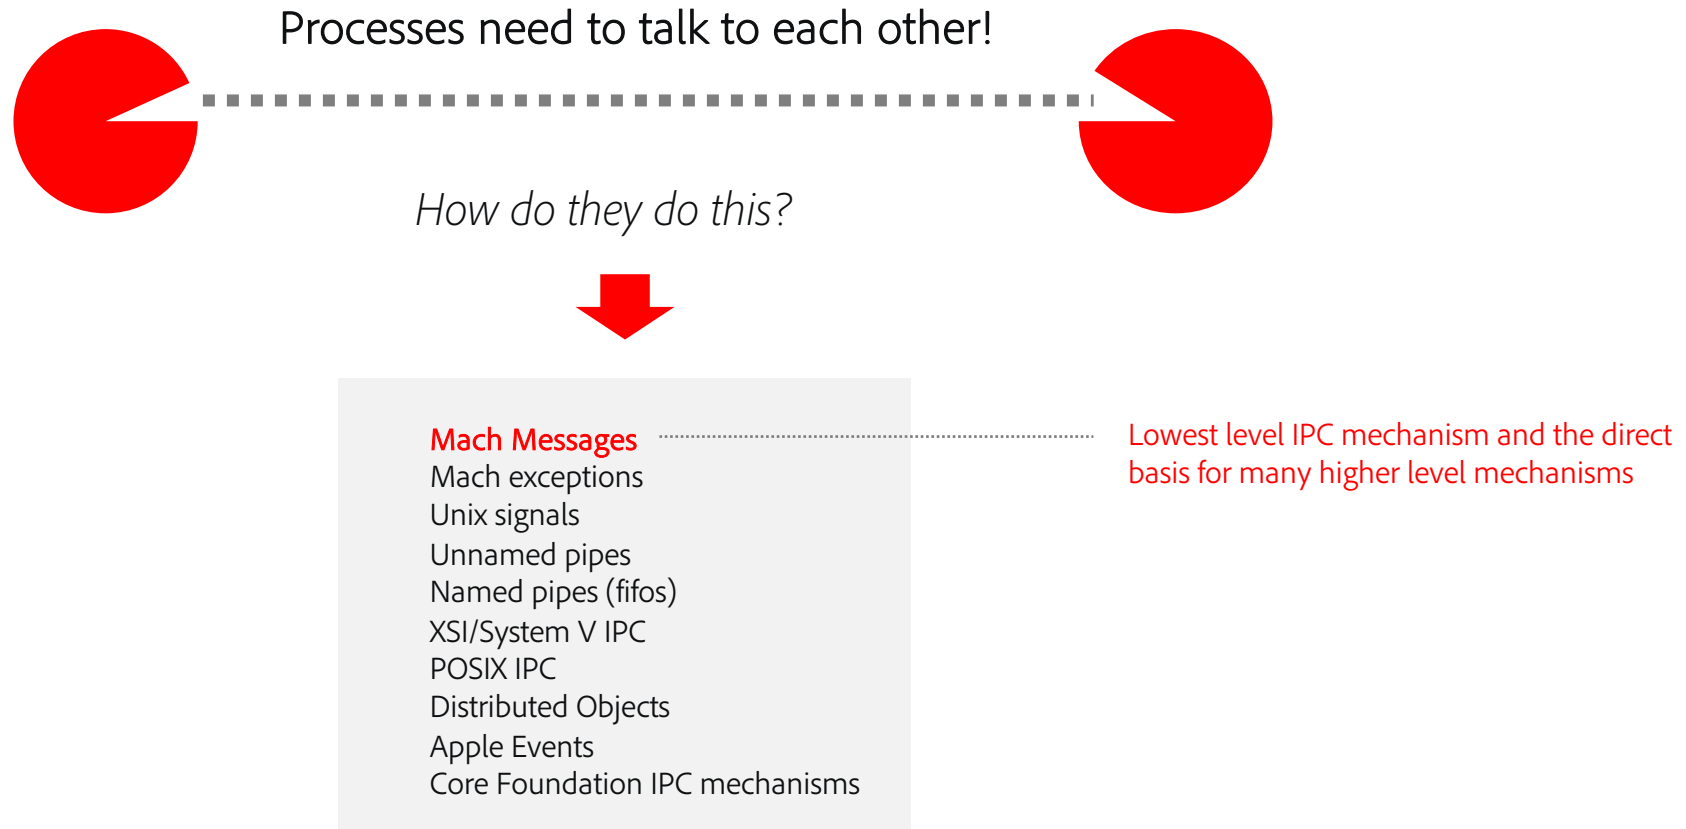 Processes need to talk to each other!
How do they do this?
Mach Messages
Mach exceptions
Unix signals
Unnamed pipes
Named pipes (fifos)
XSI/System V IPC
POSIX IPC
Distributed Objects
Apple Events
Core Foundation IPC mechanisms
Lowest level IPC mechanism and the direct
basis for many higher level mechanisms